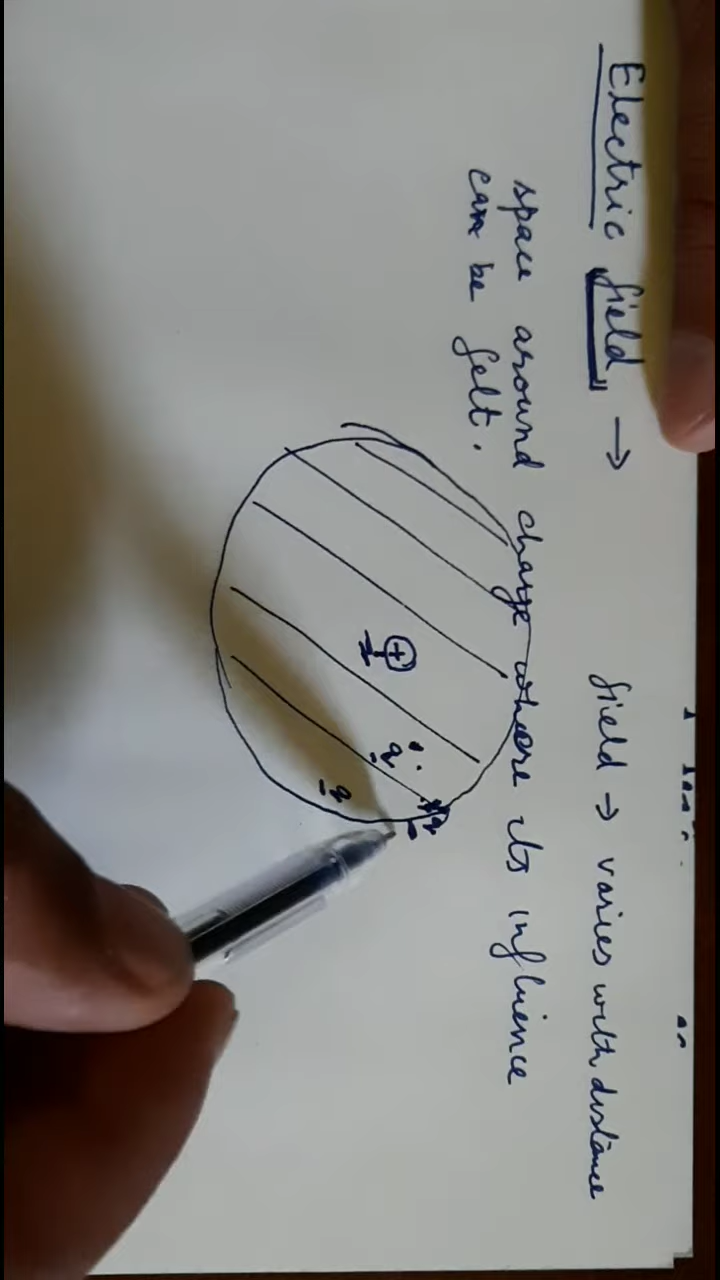 Electric field → field → varies with distance
space around charge where its influence
can be felt.
+
q
q
q